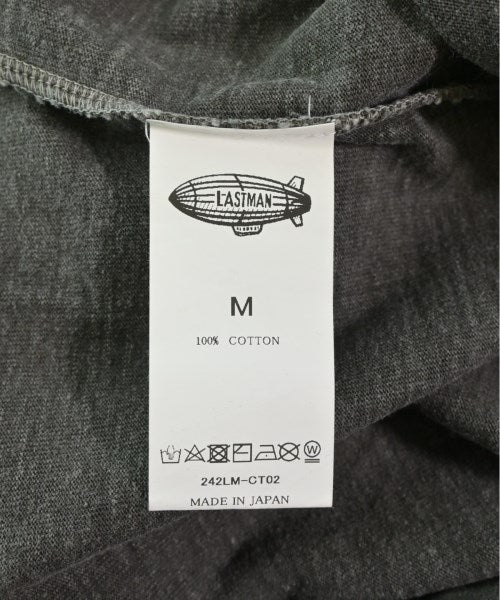 LASTMAN
M
100% COTTON
W
242LM-CT02
MADE IN JAPAN